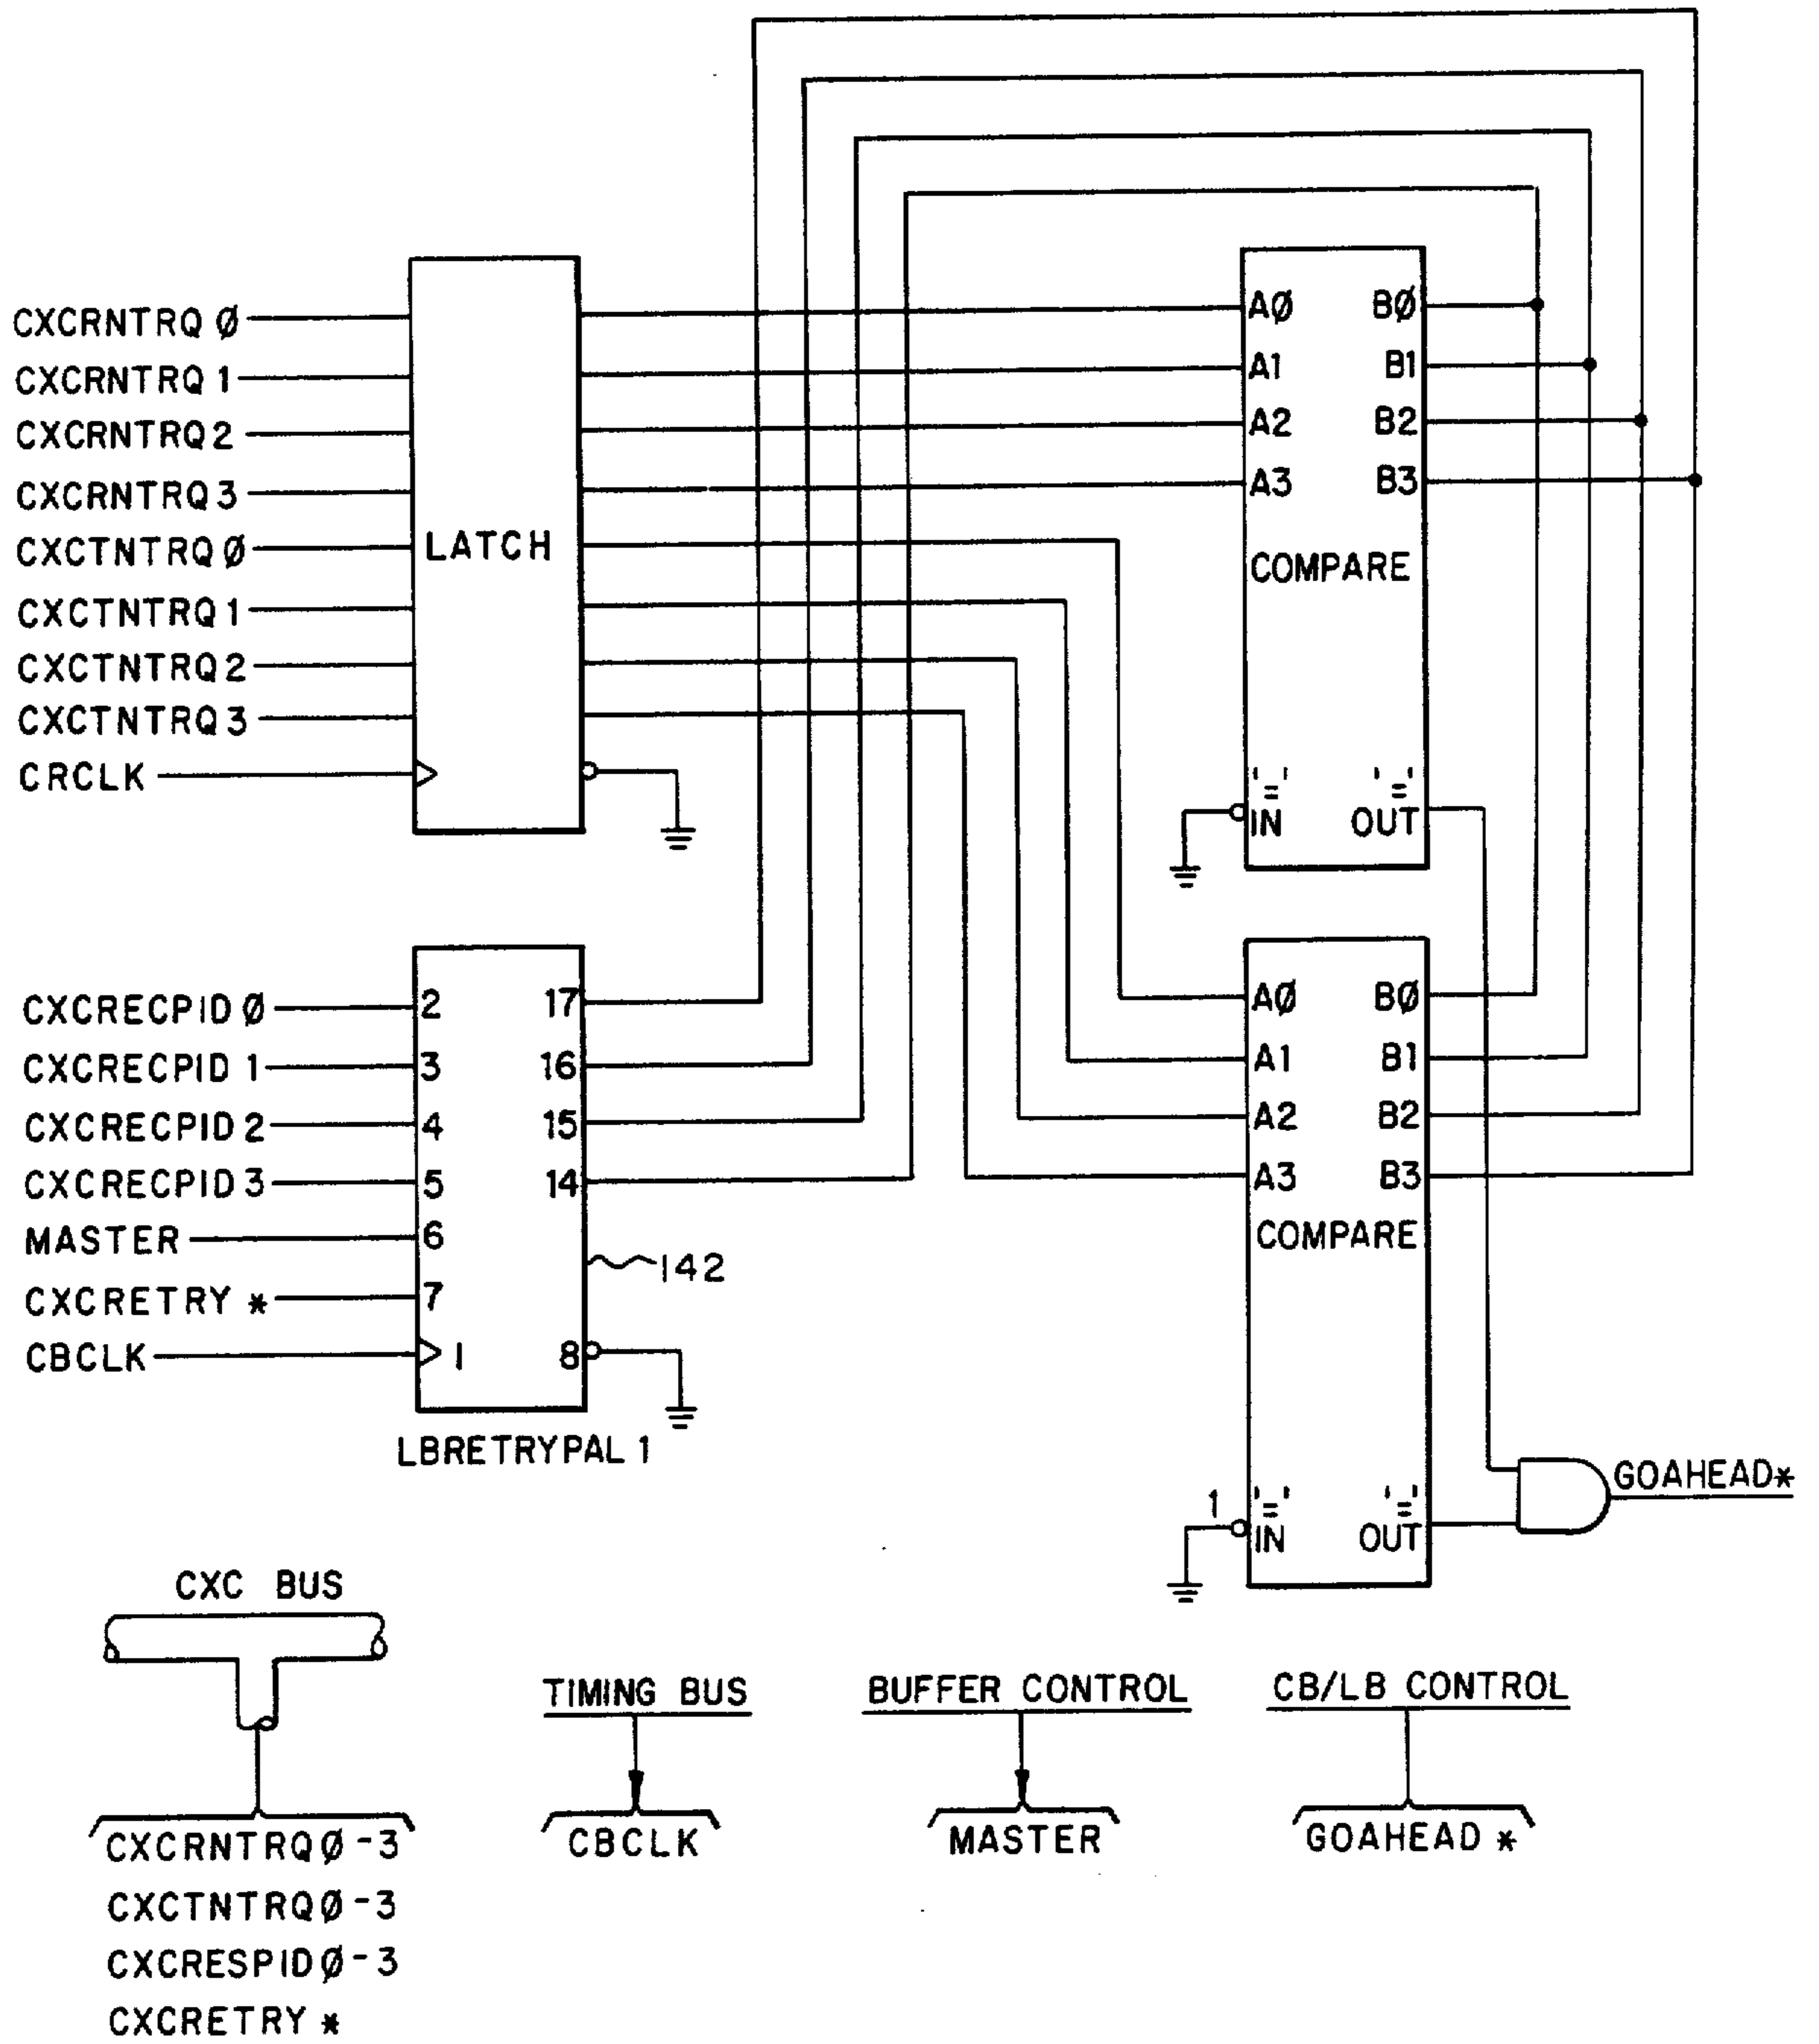 CXCRNTRQ Ø
CXCRNTRQ 1
CXCRNTRQ 2
CXCRNTRQ 3
CXCTNTRQ Ø
CXCTNTRQ 1
CXCTNTRQ 2
CXCTNTRQ 3
CRCLK
LATCH
AØ BØ
A1 B1
A2 B2
A3 B3
COMPARE
'=' '='
IN OUT
CXCRECPID Ø 2 17
CXCRECPID 1 3 16
CXCRECPID 2 4 15
CXCRECPID 3 5 14
MASTER 6
142
CXCRETRY * 7
CBCLK 1 8
LBRETRYPAL 1
AØ BØ
A1 B1
A2 B2
A3 B3
COMPARE
1 '=' '='
IN OUT
GOAHEAD*
CXC BUS
CXCRNTRQØ-3
CXCTNTRQØ-3
CXCRESPIDØ-3
CXCRETRY *
TIMING BUS
CBCLK
BUFFER CONTROL
MASTER
CB/LB CONTROL
GOAHEAD *